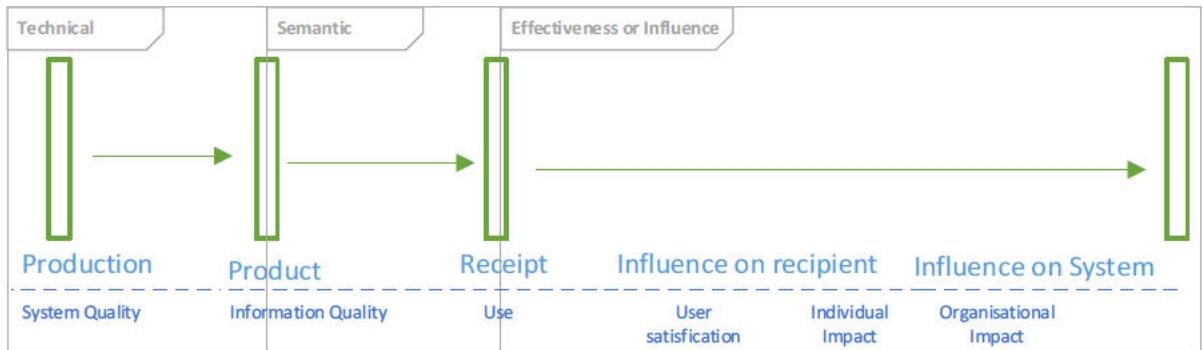 Technical
Semantic
Effectiveness or Influence
Production
Product
Receipt
Influence on recipient
Influence on System
System Quality
Information Quality
Use
User
satisfaction
Individual
Impact
Organisational
Impact